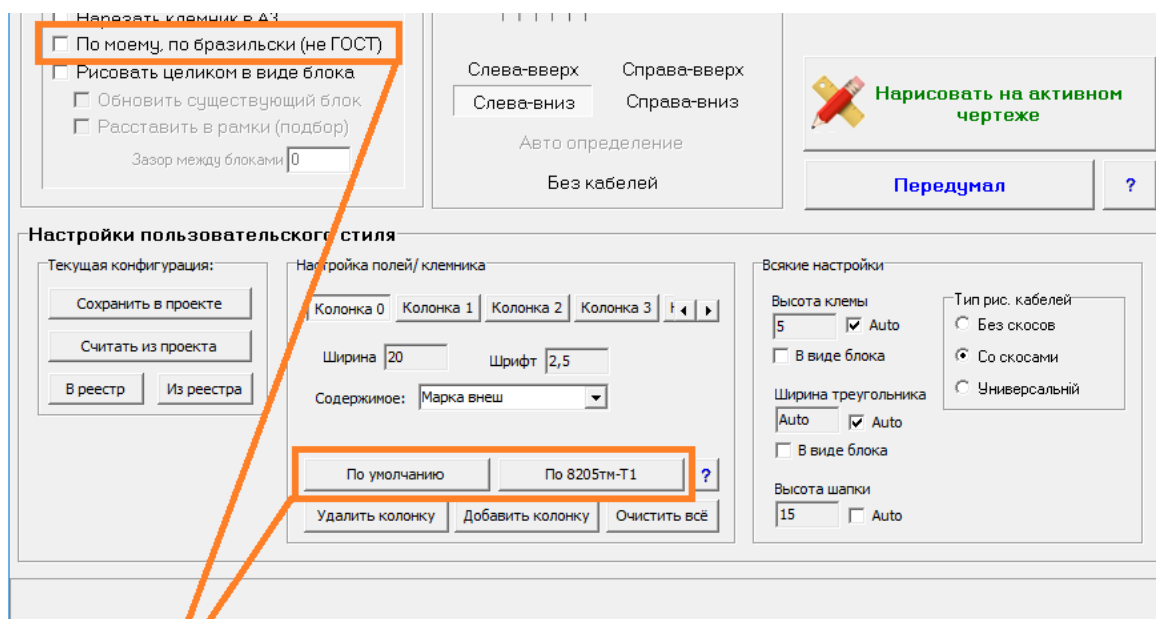 Нарезать клемник в А3
По моему, по бразильски (не ГОСТ)
Рисовать целиком в виде блока
Обновить существующий блок
Расставить в рамки (подбор)
Зазор между блоками 0
Слева-вверх Справа-вверх
Слева-вниз Справа-вниз
Авто определение
Без кабелей
Нарисовать на активном
чертеже
Передумал ?
Настройки пользовательского стиля
Текущая конфигурация:
Сохранить в проекте
Считать из проекта
В реестр Из реестра
Настройка полей/ клемника
Колонка 0 Колонка 1 Колонка 2 Колонка 3
Ширина 20 Шрифт 2,5
Содержимое: Марка внеш
По умолчанию По 8205тм-Т1 ?
Удалить колонку Добавить колонку Очистить всё
Всякие настройки
Высота клемы
5 Auto
В виде блока
Ширина треугольника
Auto Auto
В виде блока
Высота шапки
15 Auto
Тип рис. кабелей
Без скосов
Со скосами
Универсальній